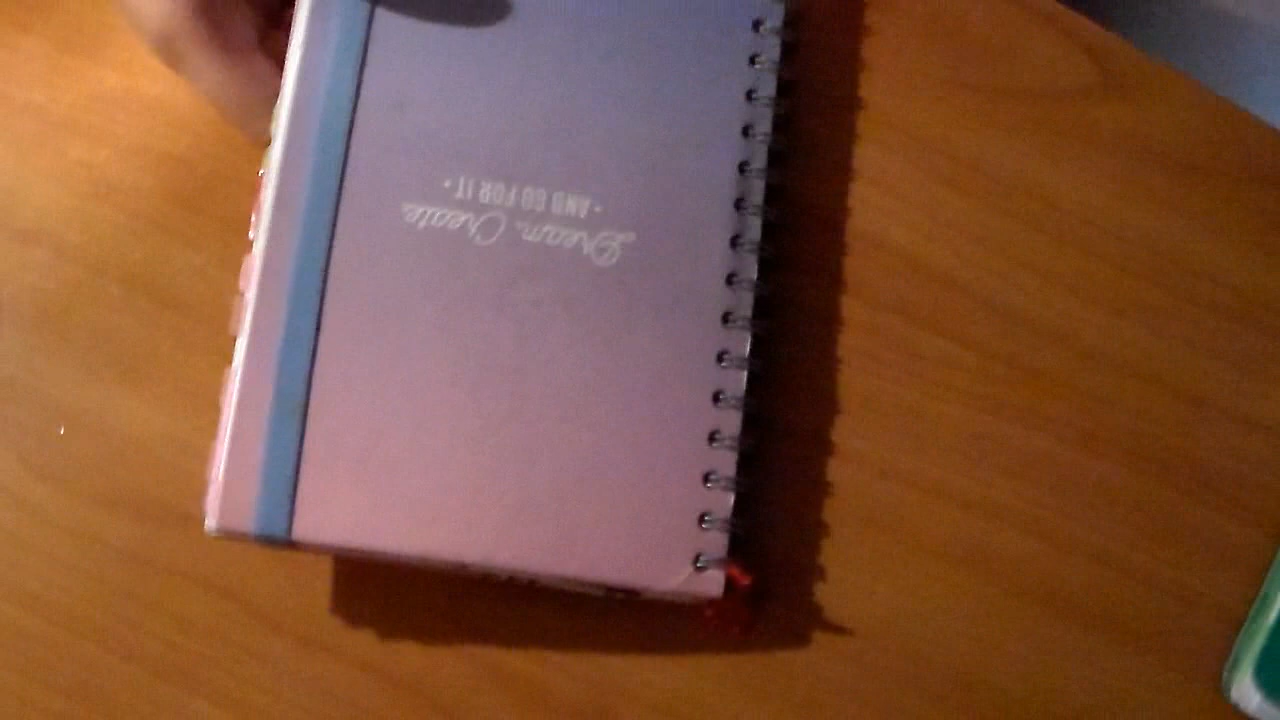 Dream, Create
• AND GO FOR IT •